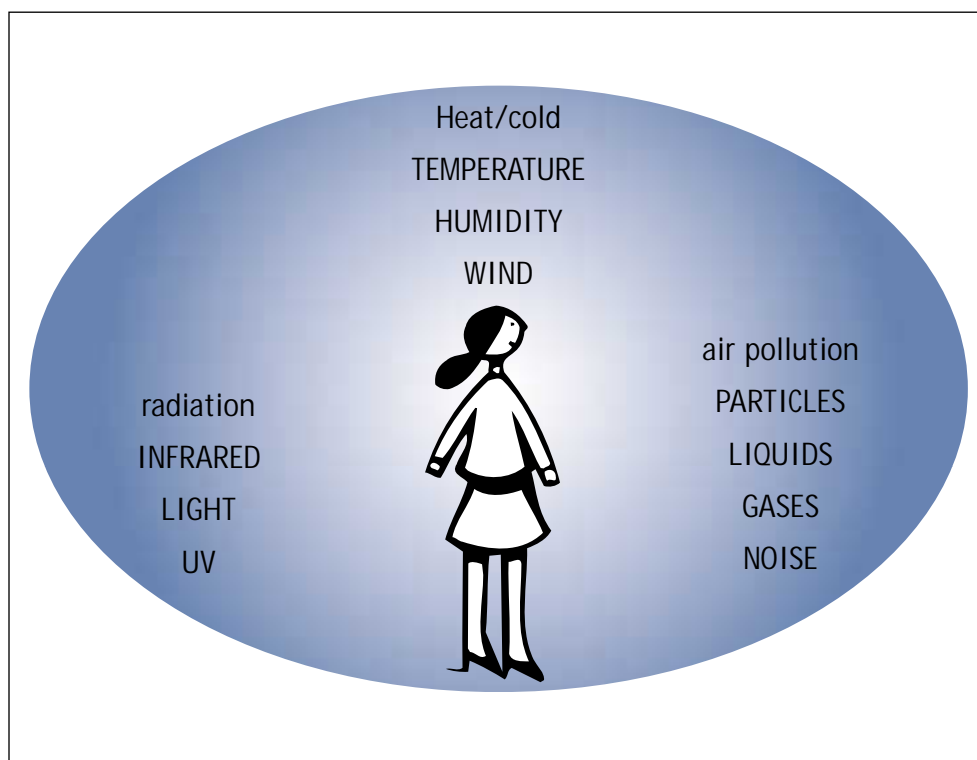 Heat/cold
TEMPERATURE
HUMIDITY
WIND
radiation
INFRARED
LIGHT
UV
air pollution
PARTICLES
LIQUIDS
GASES
NOISE